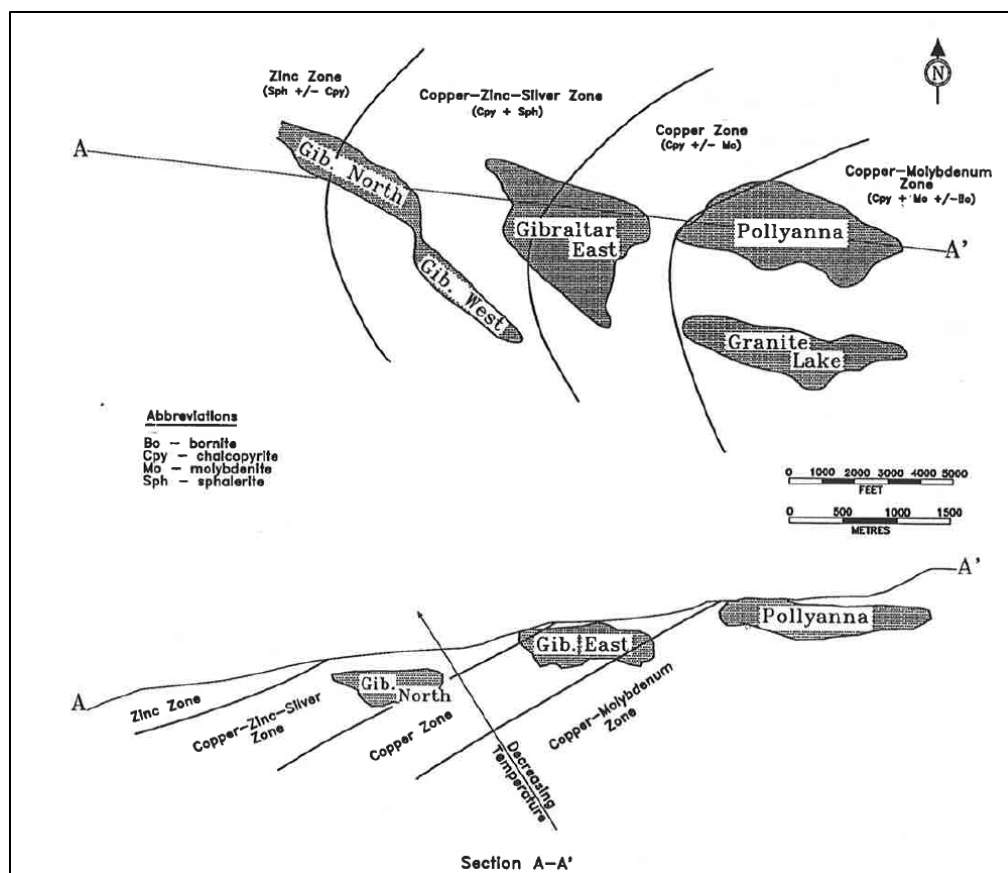 N
Zinc Zone
(Sph +/- Cpy)
Copper-Zinc-Silver Zone
(Cpy + Sph)
Copper Zone
(Cpy +/- Mo)
Copper-Molybdenum
Zone
(Cpy + Mo +/-Bo)
A
Gib. North
Gib. West
Gibraltar
East
Pollyanna
A'
Granite
Lake
Abbreviations
Bo – bornite
Cpy – chalcopyrite
Mo – molybdenite
Sph – sphalerite
0 1000 2000 3000 4000 5000
FEET
0 500 1000 1500
METRES
A'
Pollyanna
Gib. East
Gib.
North
A
Zinc Zone
Copper-Zinc-Silver
Zone
Copper Zone
Copper-Molybdenum
Zone
Decreasing
Temperature
Section A-A'